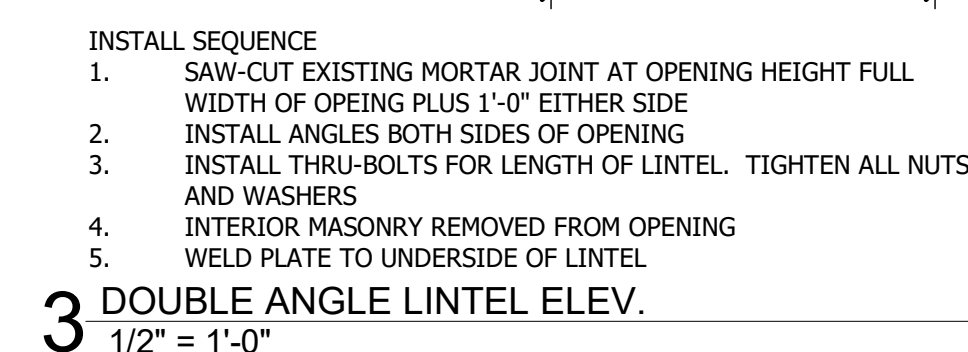 INSTALL SEQUENCE
1. SAW-CUT EXISTING MORTAR JOINT AT OPENING HEIGHT FULL
WIDTH OF OPEING PLUS 1'-0" EITHER SIDE
2. INSTALL ANGLES BOTH SIDES OF OPENING
3. INSTALL THRU-BOLTS FOR LENGTH OF LINTEL. TIGHTEN ALL NUTS
AND WASHERS
4. INTERIOR MASONRY REMOVED FROM OPENING
5. WELD PLATE TO UNDERSIDE OF LINTEL
3 DOUBLE ANGLE LINTEL ELEV.
1/2" = 1'-0"